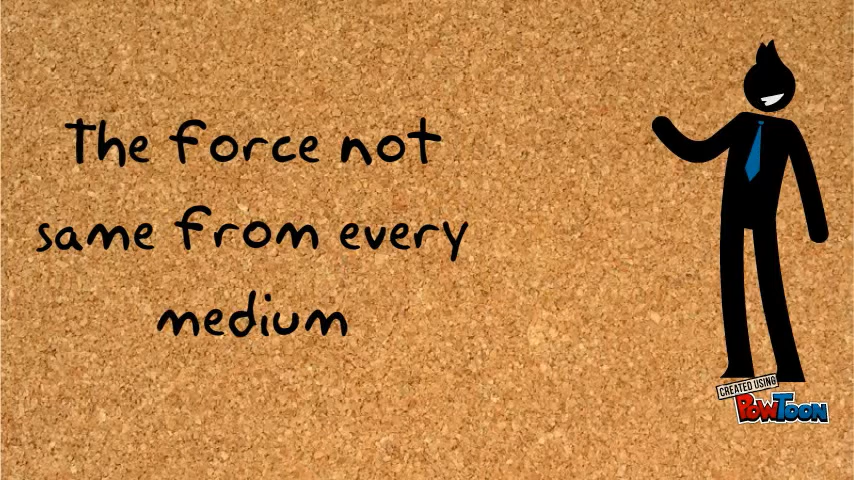 The force not
same from every
medium
CREATED USING
POWTOON